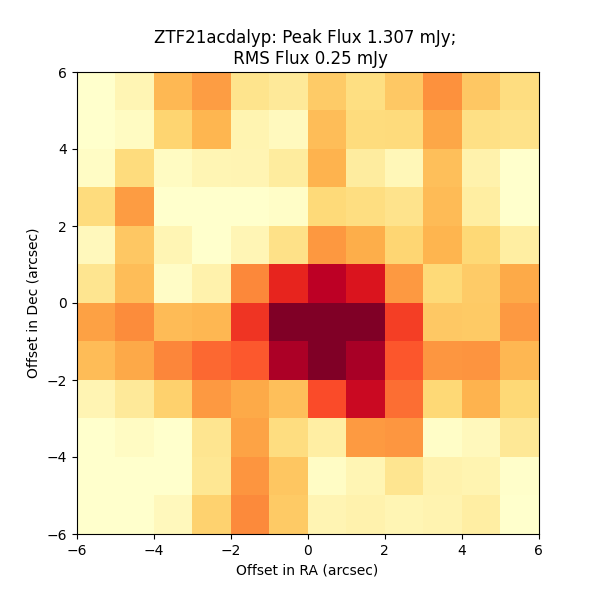 ZTF21acdalyp: Peak Flux 1.307 mJy;
RMS Flux 0.25 mJy
6
4
2
0
−2
−4
−6
Offset in Dec (arcsec)
−6 −4 −2 0 2 4 6
Offset in RA (arcsec)